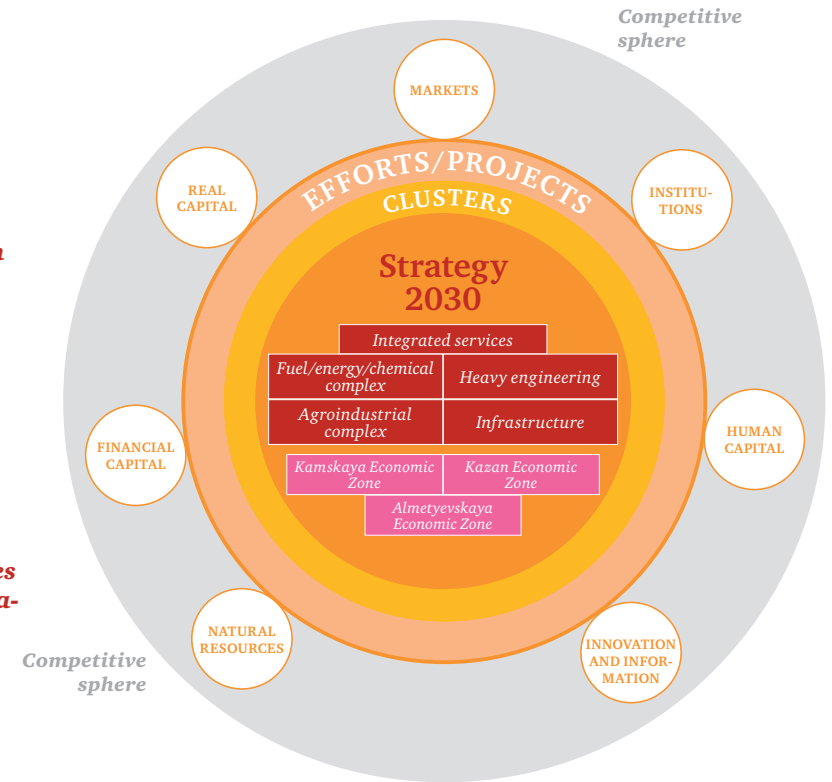 Competitive
sphere
MARKETS
REAL
CAPITAL
INSTITU-
TIONS
EFFORTS/PROJECTS
CLUSTERS
Strategy
2030
Integrated services
Fuel/energy/chemical
complex
Heavy engineering
Agroindustrial
complex
Infrastructure
Kamskaya Economic
Zone
Kazan Economic
Zone
Almetyevskaya
Economic Zone
FINANCIAL
CAPITAL
HUMAN
CAPITAL
es
a-
NATURAL
RESOURCES
INNOVATION
AND INFOR-
MATION
Competitive
sphere